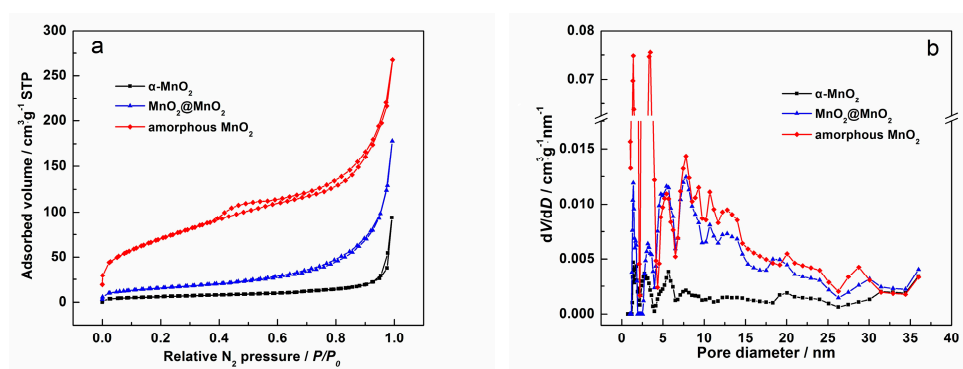 a
300
250
200
150
100
50
0
Adsorbed volume / cm³g⁻¹ STP
α-MnO₂
MnO₂@MnO₂
amorphous MnO₂
0.0 0.2 0.4 0.6 0.8 1.0
Relative N₂ pressure / P/P₀
b
0.08
0.07
0.015
0.010
0.005
0.000
dV/dD / cm³g⁻¹nm⁻¹
α-MnO₂
MnO₂@MnO₂
amorphous MnO₂
0 5 10 15 20 25 30 35 40
Pore diameter / nm